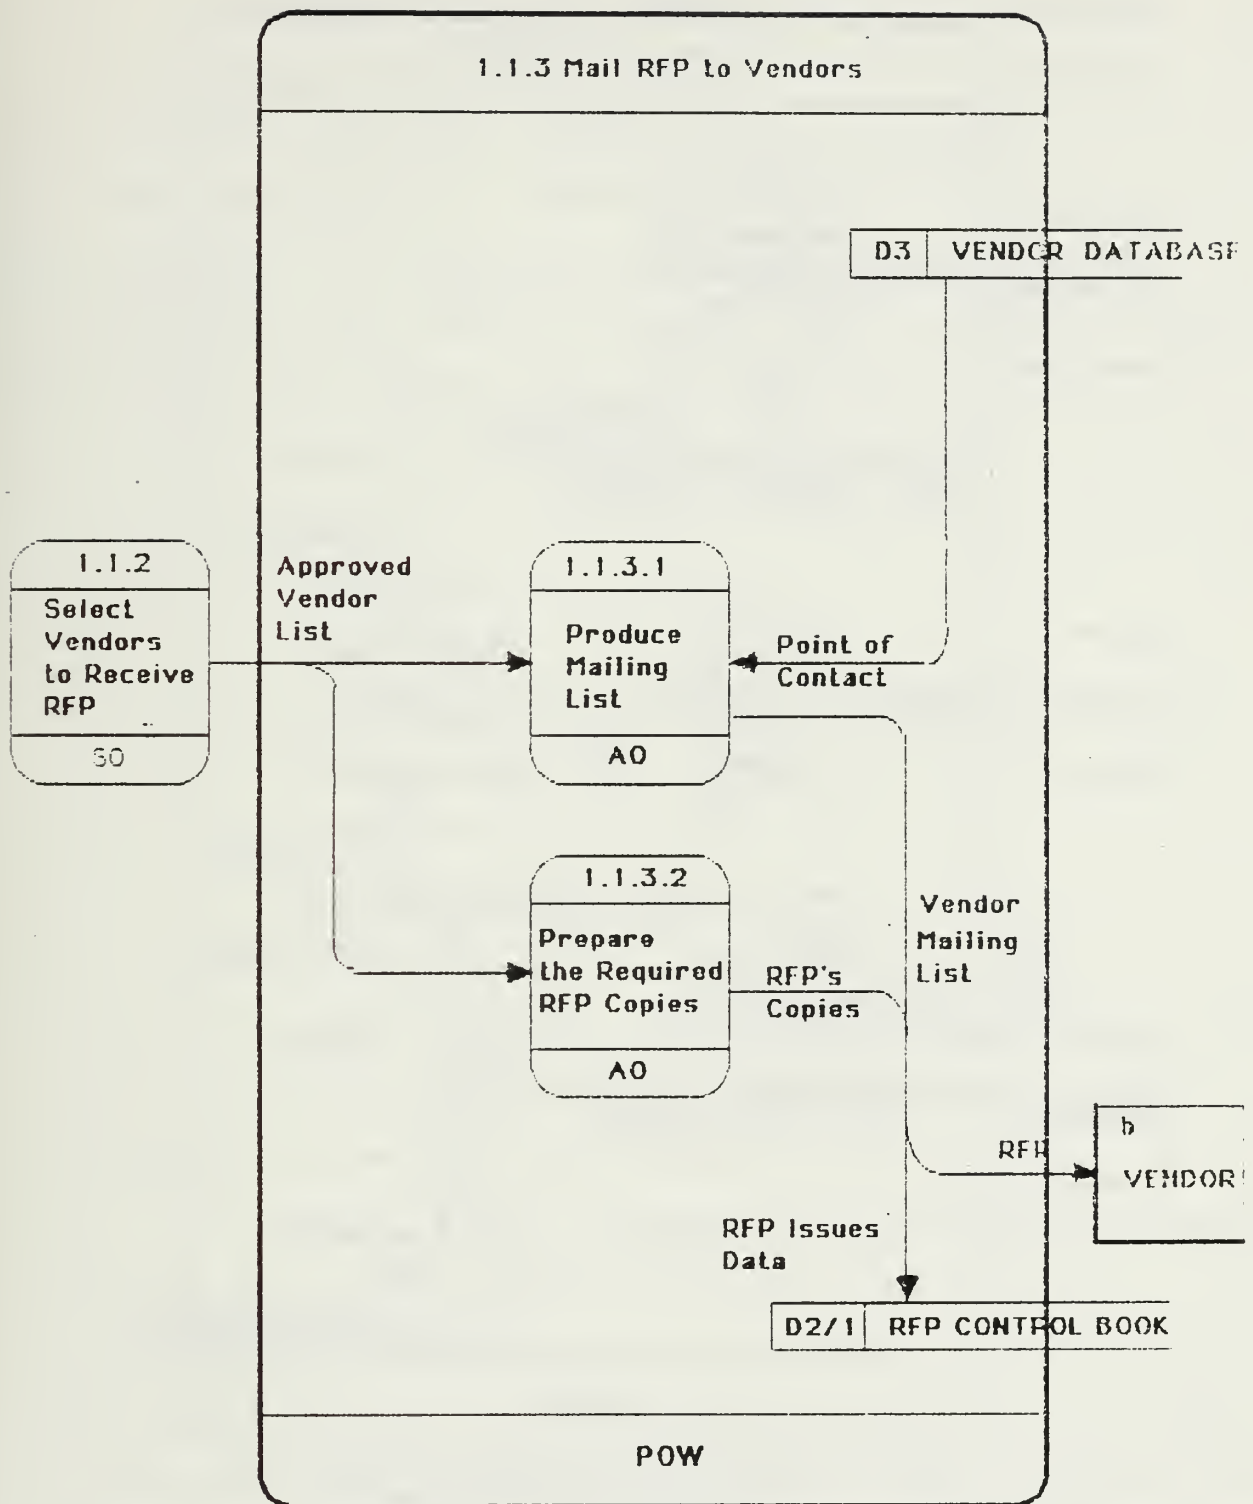 1.1.3 Mail RFP to Vendors
D3 VENDOR DATABASE
1.1.2
Select
Vendors
to Receive
RFP
SO
Approved
Vendor
List
1.1.3.1
Produce
Mailing
List
AO
Point of
Contact
1.1.3.2
Prepare
the Required
RFP Copies
AO
RFP's
Copies
Vendor
Mailing
List
RFP
b
VENDOR
RFP Issues
Data
D2/1 RFP CONTROL BOOK
POW